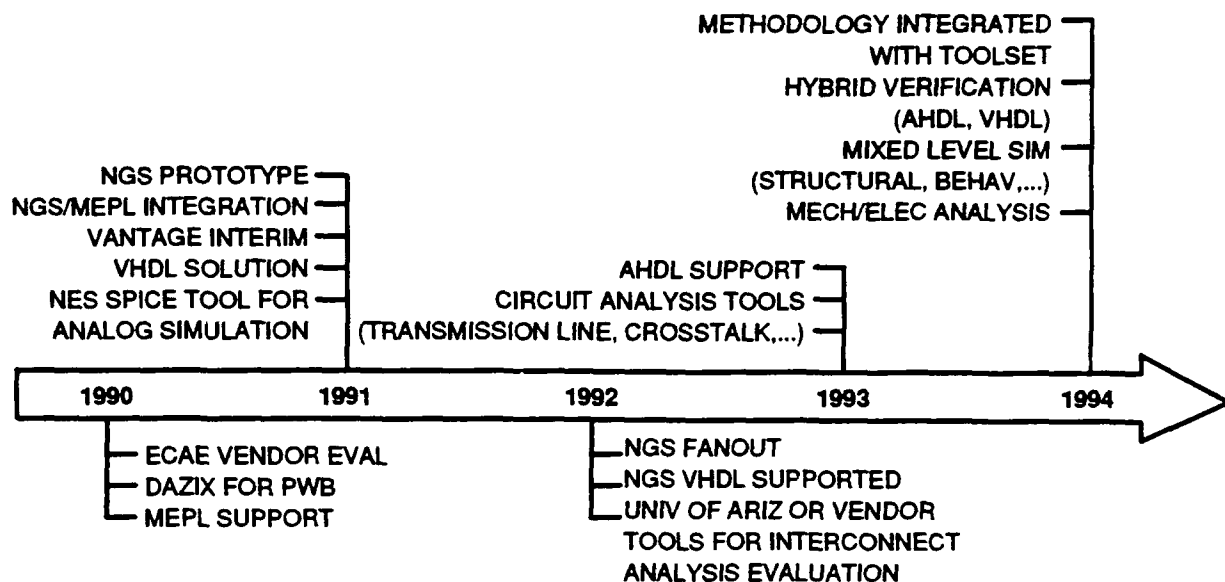 METHODOLOGY INTEGRATED
WITH TOOLSET
HYBRID VERIFICATION
(AHDL, VHDL)
MIXED LEVEL SIM
(STRUCTURAL, BEHAV,...)
MECH/ELEC ANALYSIS
NGS PROTOTYPE
NGS/MEPL INTEGRATION
VANTAGE INTERIM
VHDL SOLUTION
NES SPICE TOOL FOR
ANALOG SIMULATION
AHDL SUPPORT
CIRCUIT ANALYSIS TOOLS
(TRANSMISSION LINE, CROSSTALK,...)
1990 1991 1992 1993 1994
ECAE VENDOR EVAL
DAZIX FOR PWB
MEPL SUPPORT
NGS FANOUT
NGS VHDL SUPPORTED
UNIV OF ARIZ OR VENDOR
TOOLS FOR INTERCONNECT
ANALYSIS EVALUATION